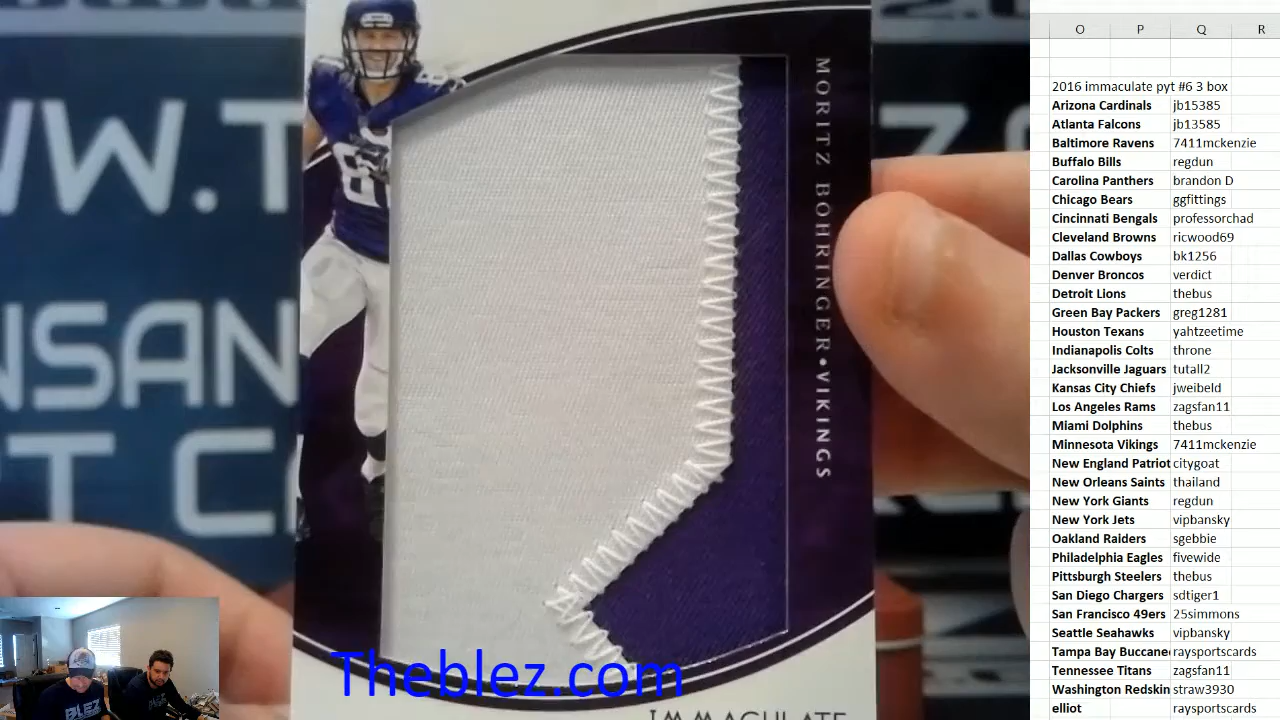 MORITZ BÖHRINGER • VIKINGS
8
Theblez.com
IMMACULATE
BLEZ
O P Q R
2016 immaculate pyt #6 3 box
Arizona Cardinals jb15385
Atlanta Falcons jb13585
Baltimore Ravens 7411mckenzie
Buffalo Bills regdun
Carolina Panthers brandon D
Chicago Bears ggfittings
Cincinnati Bengals professorchad
Cleveland Browns ricwood69
Dallas Cowboys bk1256
Denver Broncos verdict
Detroit Lions thebus
Green Bay Packers greg1281
Houston Texans yahtzeetime
Indianapolis Colts throne
Jacksonville Jaguars tutall2
Kansas City Chiefs jweibeld
Los Angeles Rams zagsfan11
Miami Dolphins thebus
Minnesota Vikings 7411mckenzie
New England Patriot citygoat
New Orleans Saints thailand
New York Giants regdun
New York Jets vipbansky
Oakland Raiders sgebbie
Philadelphia Eagles fivewide
Pittsburgh Steelers thebus
San Diego Chargers sdtiger1
San Francisco 49ers 25simmons
Seattle Seahawks vipbansky
Tampa Bay Buccane raysportscards
Tennessee Titans zagsfan11
Washington Redskin straw3930
elliot raysportscards